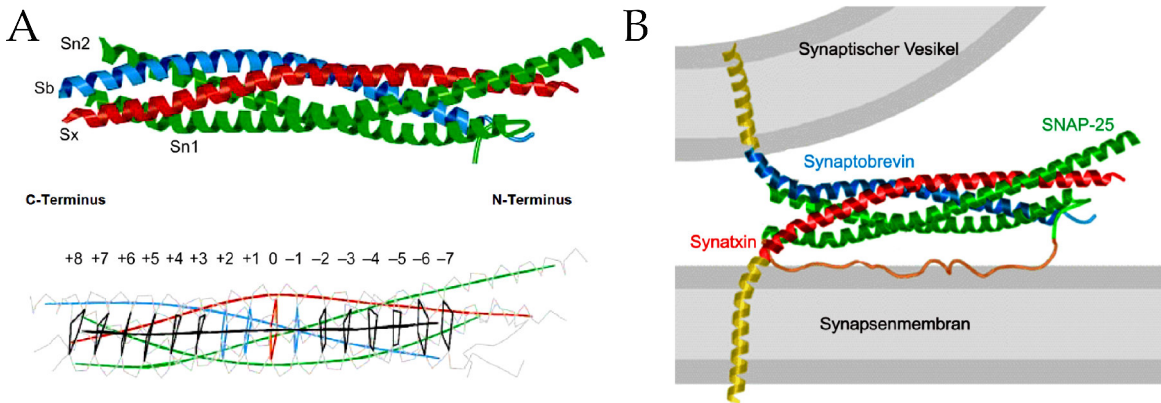 A
Sn2
Sb
Sx
Sn1
C-Terminus
N-Terminus
+8 +7 +6 +5 +4 +3 +2 +1 0 –1 –2 –3 –4 –5 –6 –7
B
Synaptischer Vesikel
SNAP-25
Synaptobrevin
Synatxin
Synapsenmembran